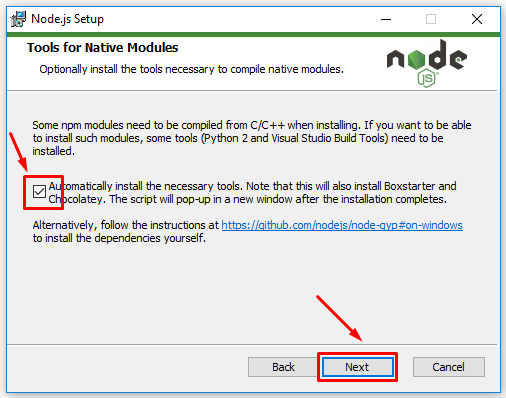 Node.js Setup
Tools for Native Modules
Optionally install the tools necessary to compile native modules.
node
JS
Some npm modules need to be compiled from C/C++ when installing. If you want to be able
to install such modules, some tools (Python 2 and Visual Studio Build Tools) need to be
installed.
Automatically install the necessary tools. Note that this will also install Boxstarter and
Chocolatey. The script will pop-up in a new window after the installation completes.
Alternatively, follow the instructions at https://github.com/nodejs/node-gyp#on-windows
to install the dependencies yourself.
Back Next Cancel